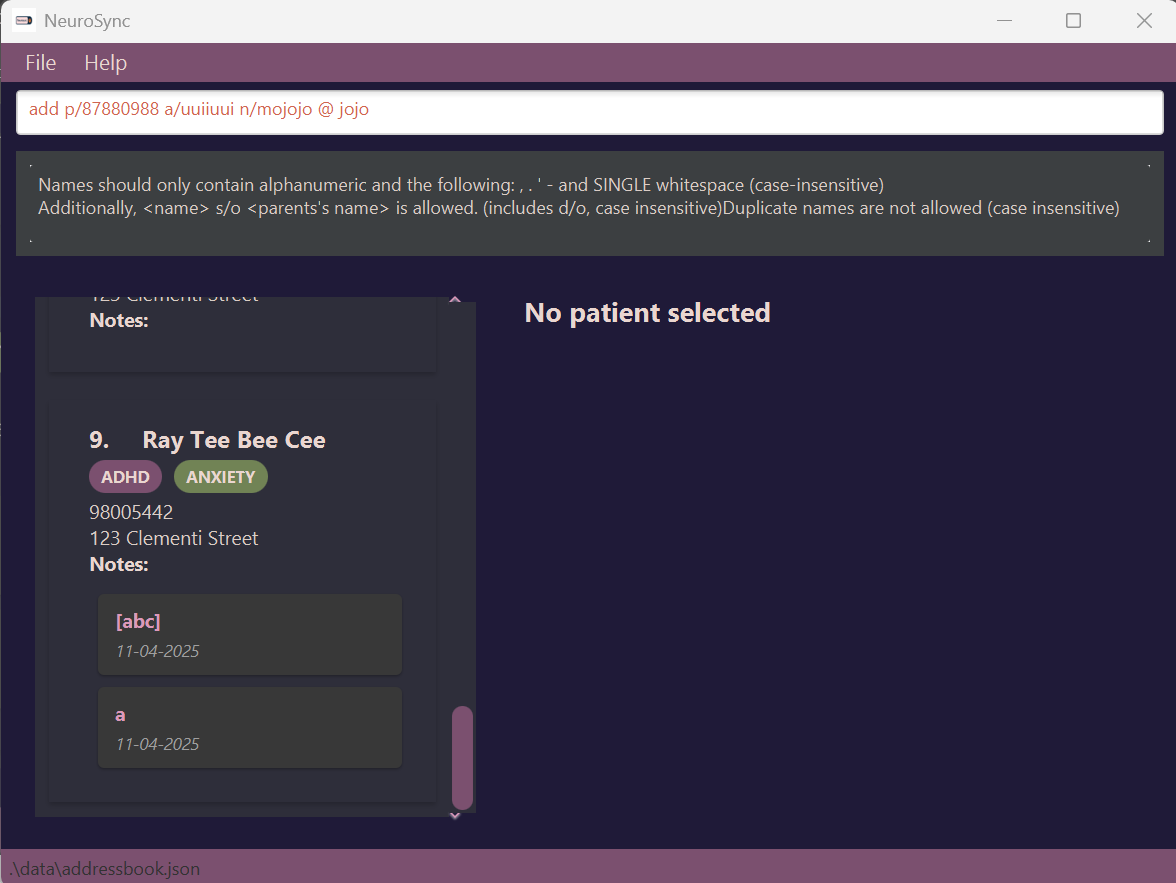 NeuroSync
File Help
add p/87880988 a/uuiiuui n/mojojo @ jojo
Names should only contain alphanumeric and the following: , . ' - and SINGLE whitespace (case-insensitive)
Additionally, <name> s/o <parents's name> is allowed. (includes d/o, case insensitive)Duplicate names are not allowed (case insensitive)
123 Clementi Street
Notes:
No patient selected
9. Ray Tee Bee Cee
ADHD ANXIETY
98005442
123 Clementi Street
Notes:
[abc]
11-04-2025
a
11-04-2025
.\data\addressbook.json